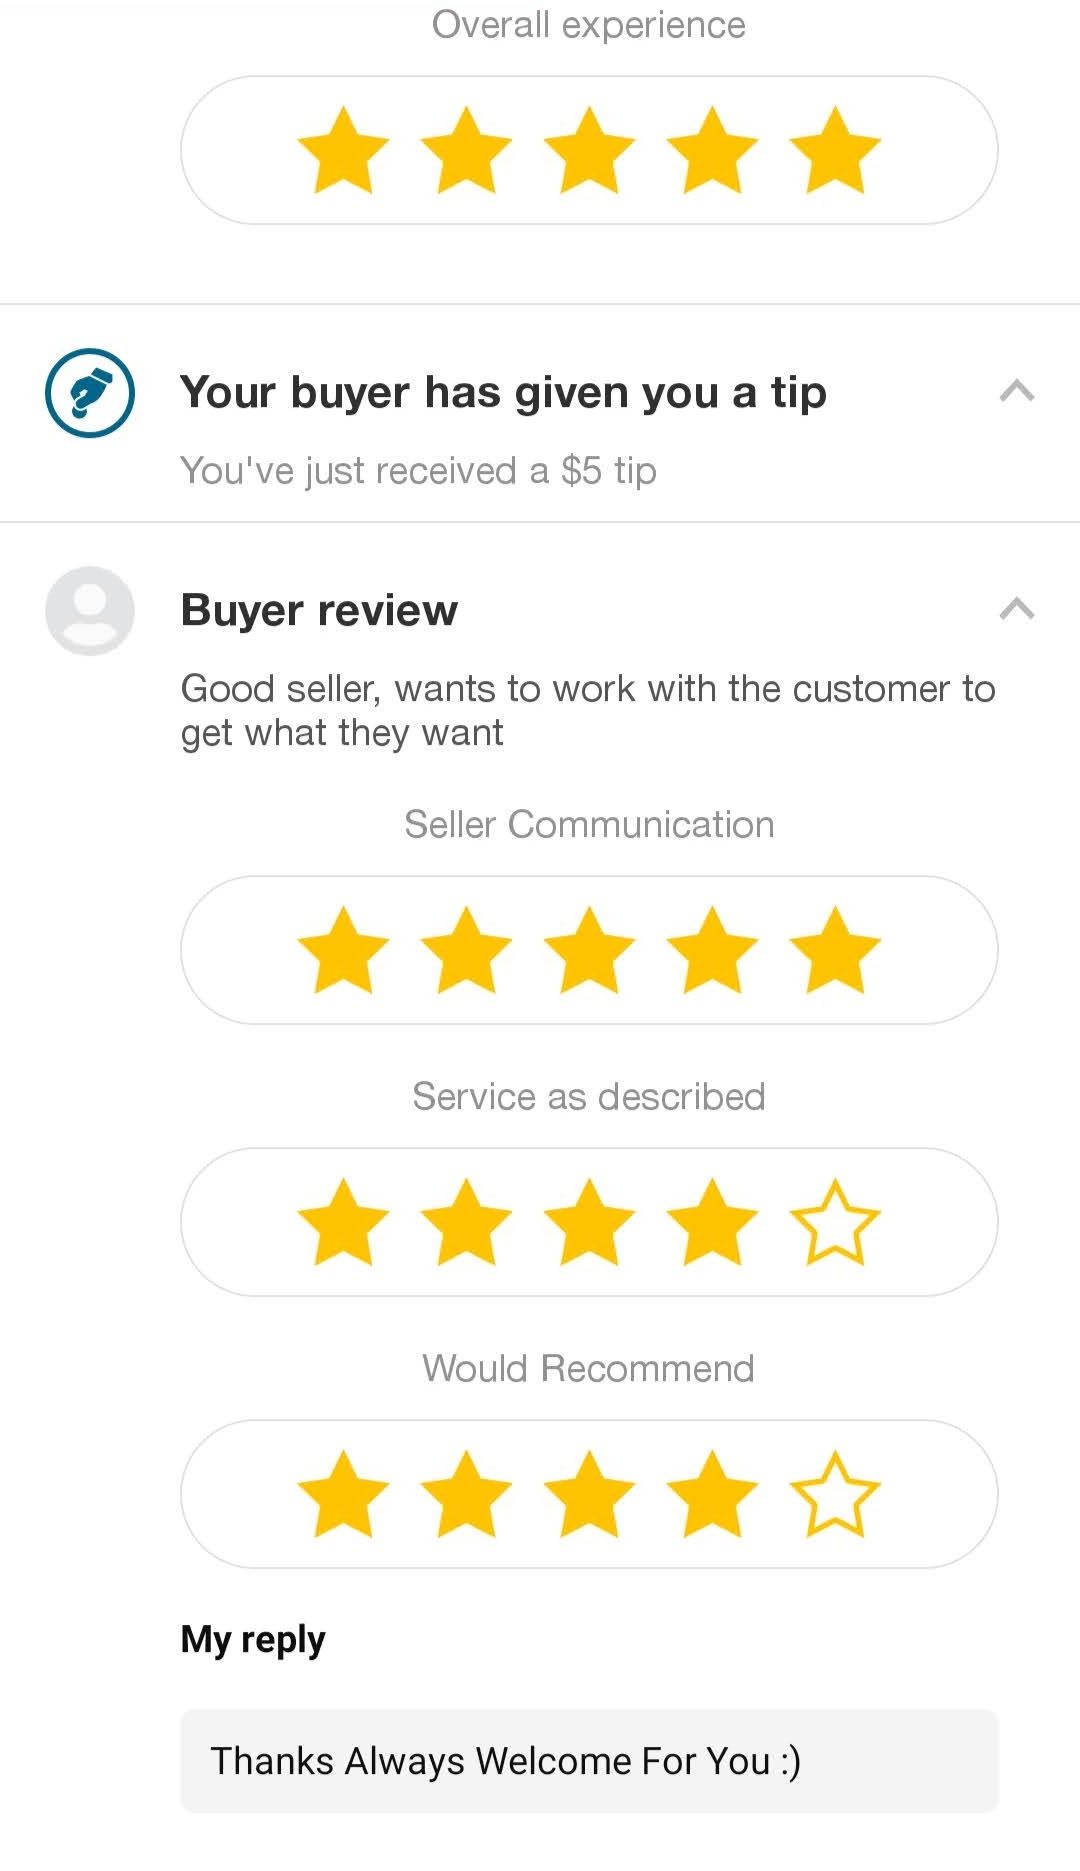 Overall experience
Your buyer has given you a tip
You've just received a $5 tip
Buyer review
Good seller, wants to work with the customer to
get what they want
Seller Communication
Service as described
Would Recommend
My reply
Thanks Always Welcome For You :)